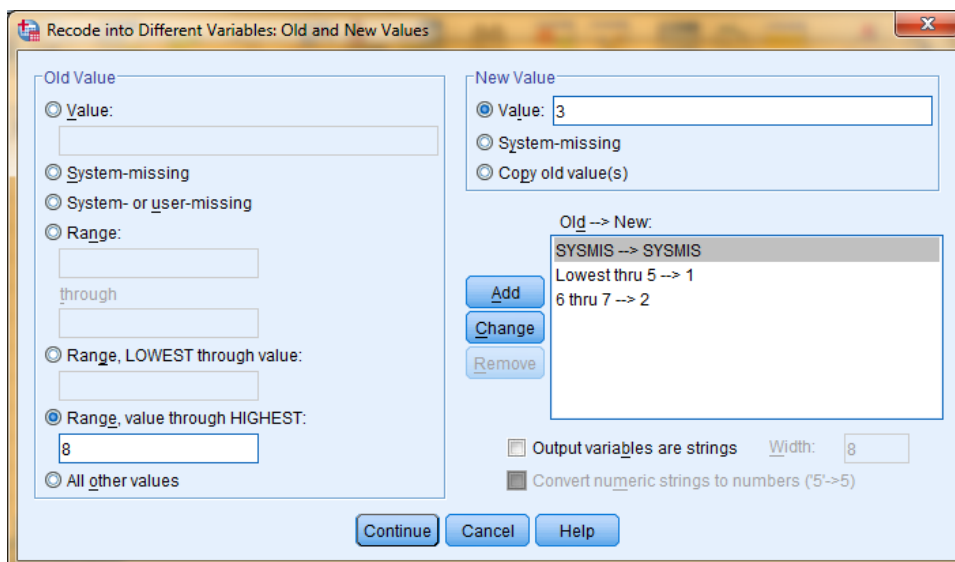 Recode into Different Variables: Old and New Values
Old Value
Value:
System-missing
System- or user-missing
Range:
through
Range, LOWEST through value:
Range, value through HIGHEST:
8
All other values
New Value
Value: 3
System-missing
Copy old value(s)
Old --> New:
SYSMIS --> SYSMIS
Lowest thru 5 --> 1
6 thru 7 --> 2
Add
Change
Remove
Output variables are strings Width: 8
Convert numeric strings to numbers ('5'->5)
Continue Cancel Help